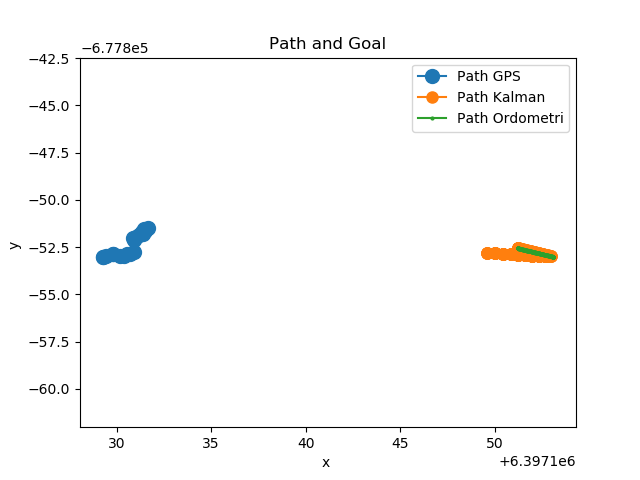 Path and Goal
−6.778e5
−42.5
−45.0
−47.5
−50.0
−52.5
−55.0
−57.5
−60.0
y
Path GPS
Path Kalman
Path Ordometri
30
35
40
45
50
x
+6.3971e6